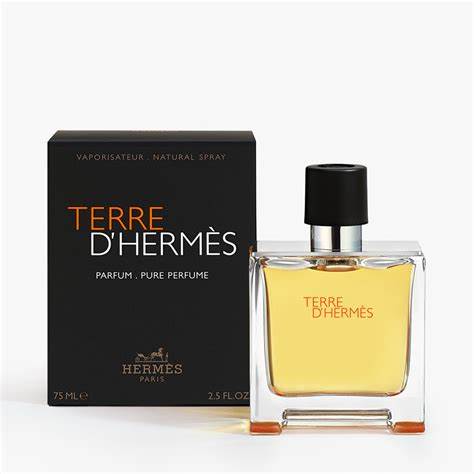 VAPORISATEUR . NATURAL SPRAY
TERRE
D'HERMÈS
PARFUM . PURE PERFUME
HERMÈS
PARIS
75 ML ℮
2.5 FL.OZ
TERRE
D'HERMÈS